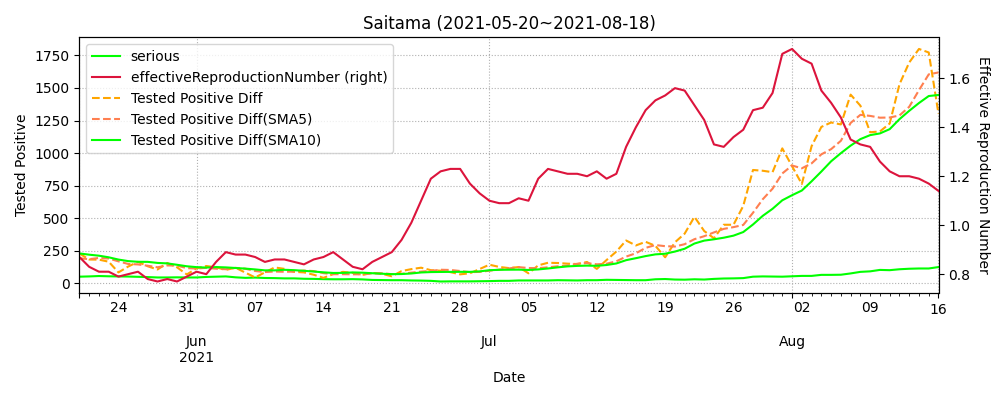 Saitama (2021-05-20~2021-08-18)
serious
effectiveReproductionNumber (right)
Tested Positive Diff
Tested Positive Diff(SMA5)
Tested Positive Diff(SMA10)
Tested Positive
1750
1500
1250
1000
750
500
250
0
1.6
1.4
1.2
1.0
0.8
Effective Reproduction Number
24 31 07 14 21 28 05 12 19 26 02 09 16
Jun Jul Aug
2021
Date